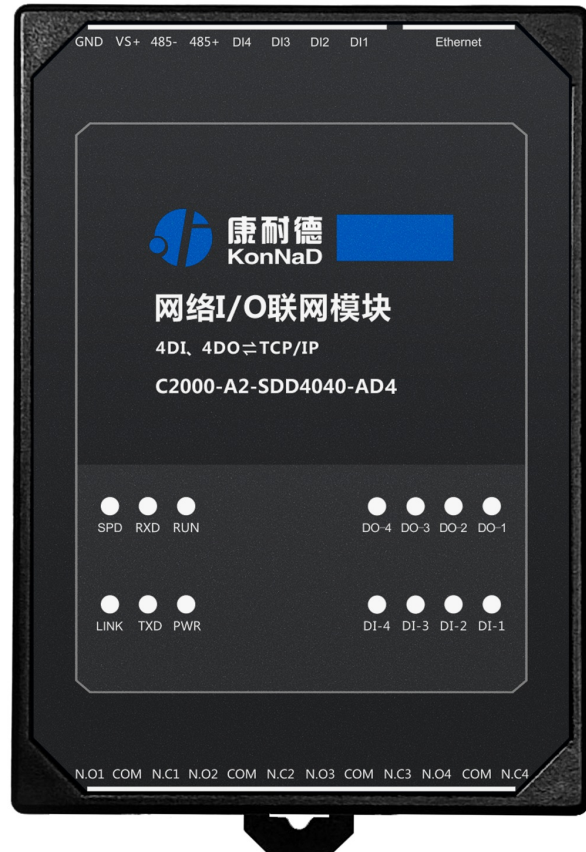 GND VS+ 485- 485+ DI4 DI3 DI2 DI1 Ethernet
康耐德
KonNaD
网络I/O联网模块
4DI、4DO⇌TCP/IP
C2000-A2-SDD4040-AD4
SPD RXD RUN DO-4 DO-3 DO-2 DO-1
LINK TXD PWR DI-4 DI-3 DI-2 DI-1
N.O1 COM N.C1 N.O2 COM N.C2 N.O3 COM N.C3 N.O4 COM N.C4